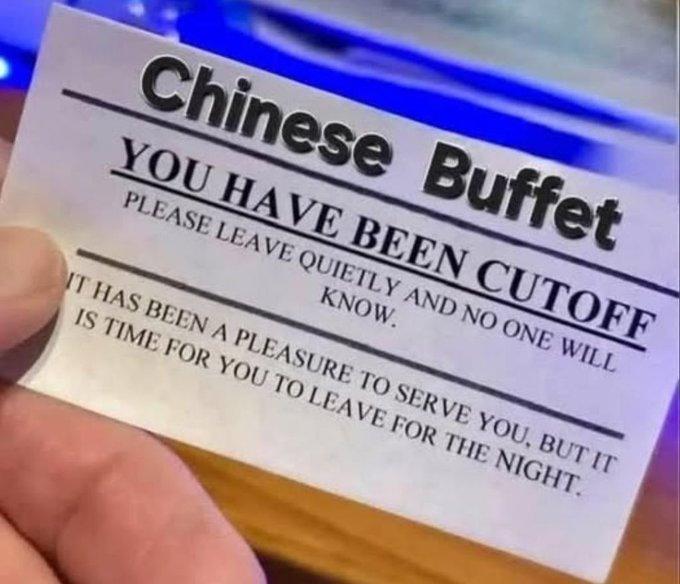 Chinese Buffet
YOU HAVE BEEN CUTOFF
PLEASE LEAVE QUIETLY AND NO ONE WILL
KNOW.
IT HAS BEEN A PLEASURE TO SERVE YOU, BUT IT
IS TIME FOR YOU TO LEAVE FOR THE NIGHT.